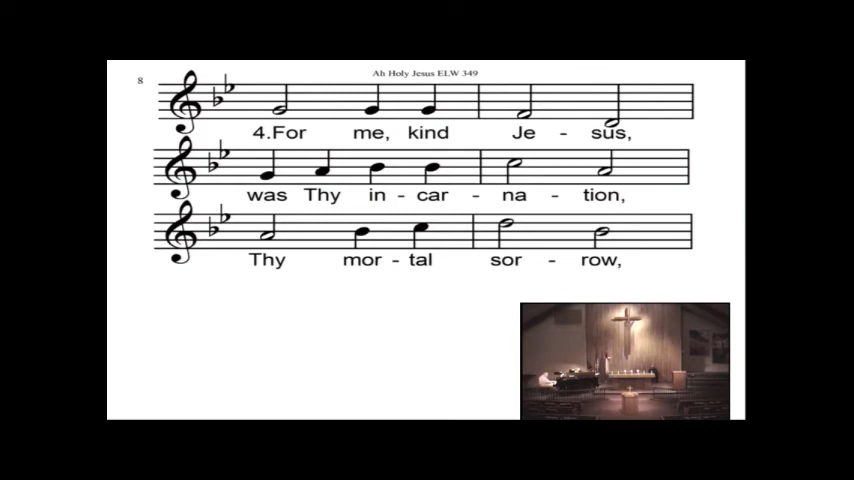 Ah Holy Jesus ELW 349
8
4.For me, kind Je - sus,
was Thy in - car - na - tion,
Thy mor - tal sor - row,